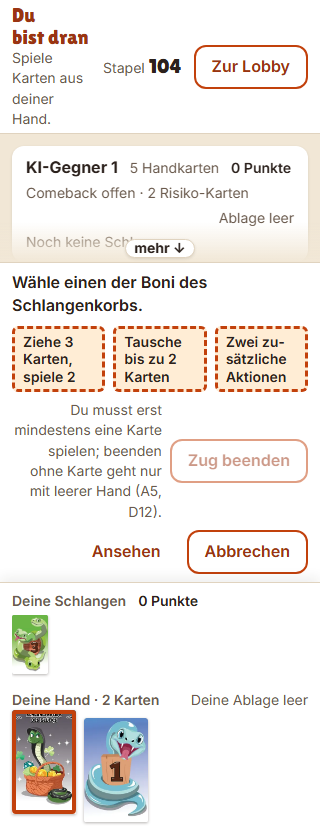 Du
bist dran
Spiele
Karten aus
deiner
Hand.
Stapel 104
Zur Lobby
KI-Gegner 1 5 Handkarten 0 Punkte
Comeback offen · 2 Risiko-Karten
Ablage leer
Noch keine
mehr ↓
Wähle einen der Boni des
Schlangenkorbs.
Ziehe 3
Karten,
spiele 2
Tausche
bis zu 2
Karten
Zwei zu-
sätzliche
Aktionen
Du musst erst
mindestens eine Karte
spielen; beenden
ohne Karte geht nur
mit leerer Hand (A5,
D12).
Zug beenden
Ansehen
Abbrechen
Deine Schlangen 0 Punkte
Deine Hand · 2 Karten
Deine Ablage leer
1